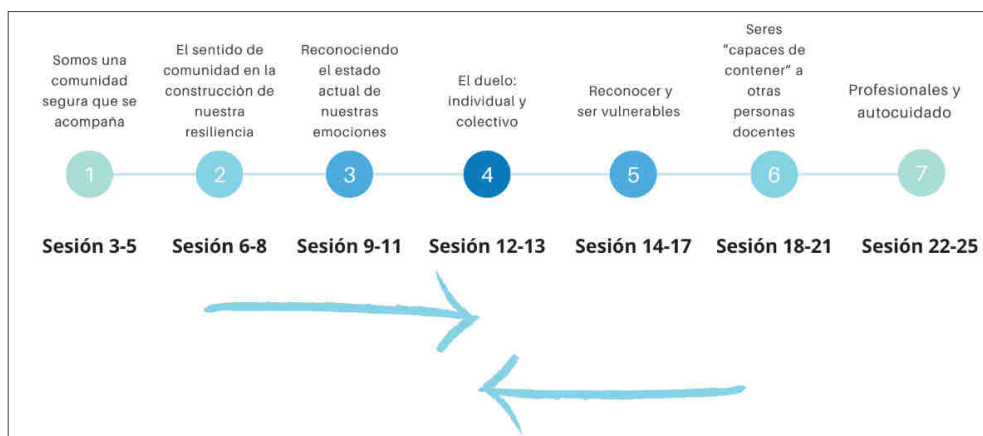 Somos una
comunidad
segura que se
acompaña
El sentido de
comunidad en la
construcción de
nuestra
resiliencia
Reconociendo
el estado
actual de
nuestras
emociones
El duelo:
individual y
colectivo
Reconocer y
ser vulnerables
Seres
"capaces de
contener" a
otras
personas
docentes
Profesionales y
autocuidado
1
2
3
4
5
6
7
Sesión 3-5
Sesión 6-8
Sesión 9-11
Sesión 12-13
Sesión 14-17
Sesión 18-21
Sesión 22-25